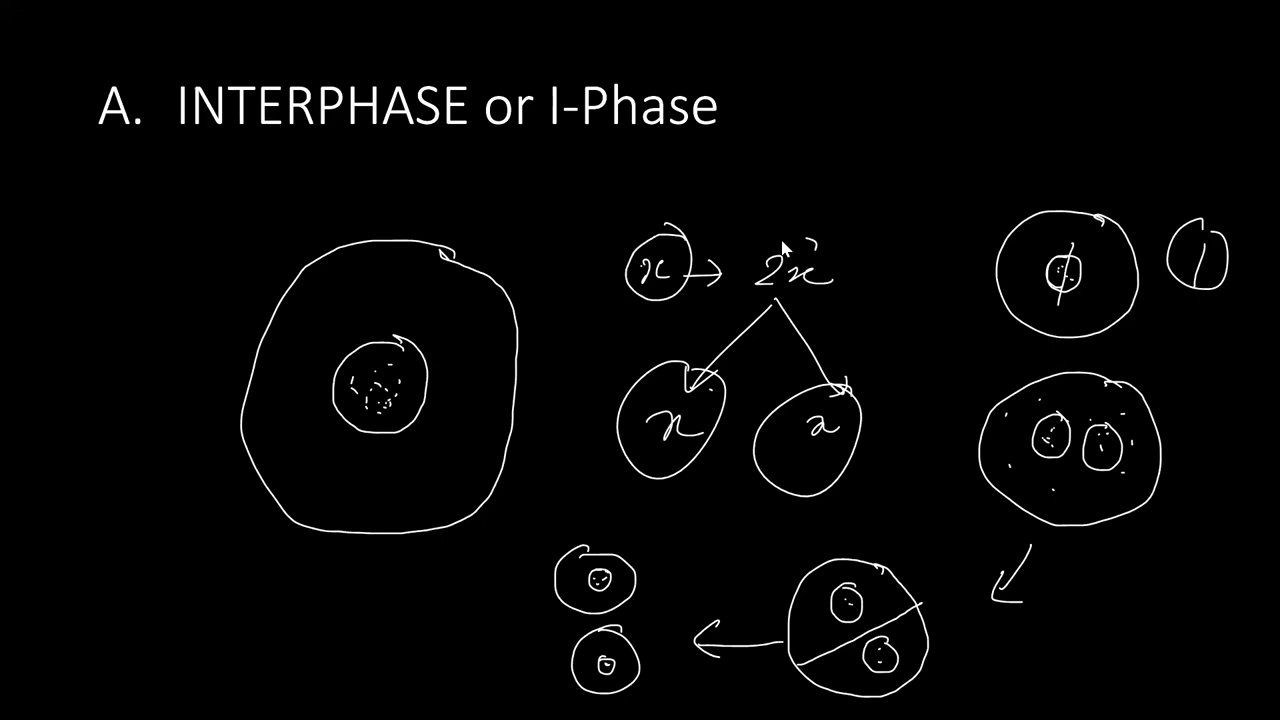 A. INTERPHASE or I-Phase
x → 2x
x x